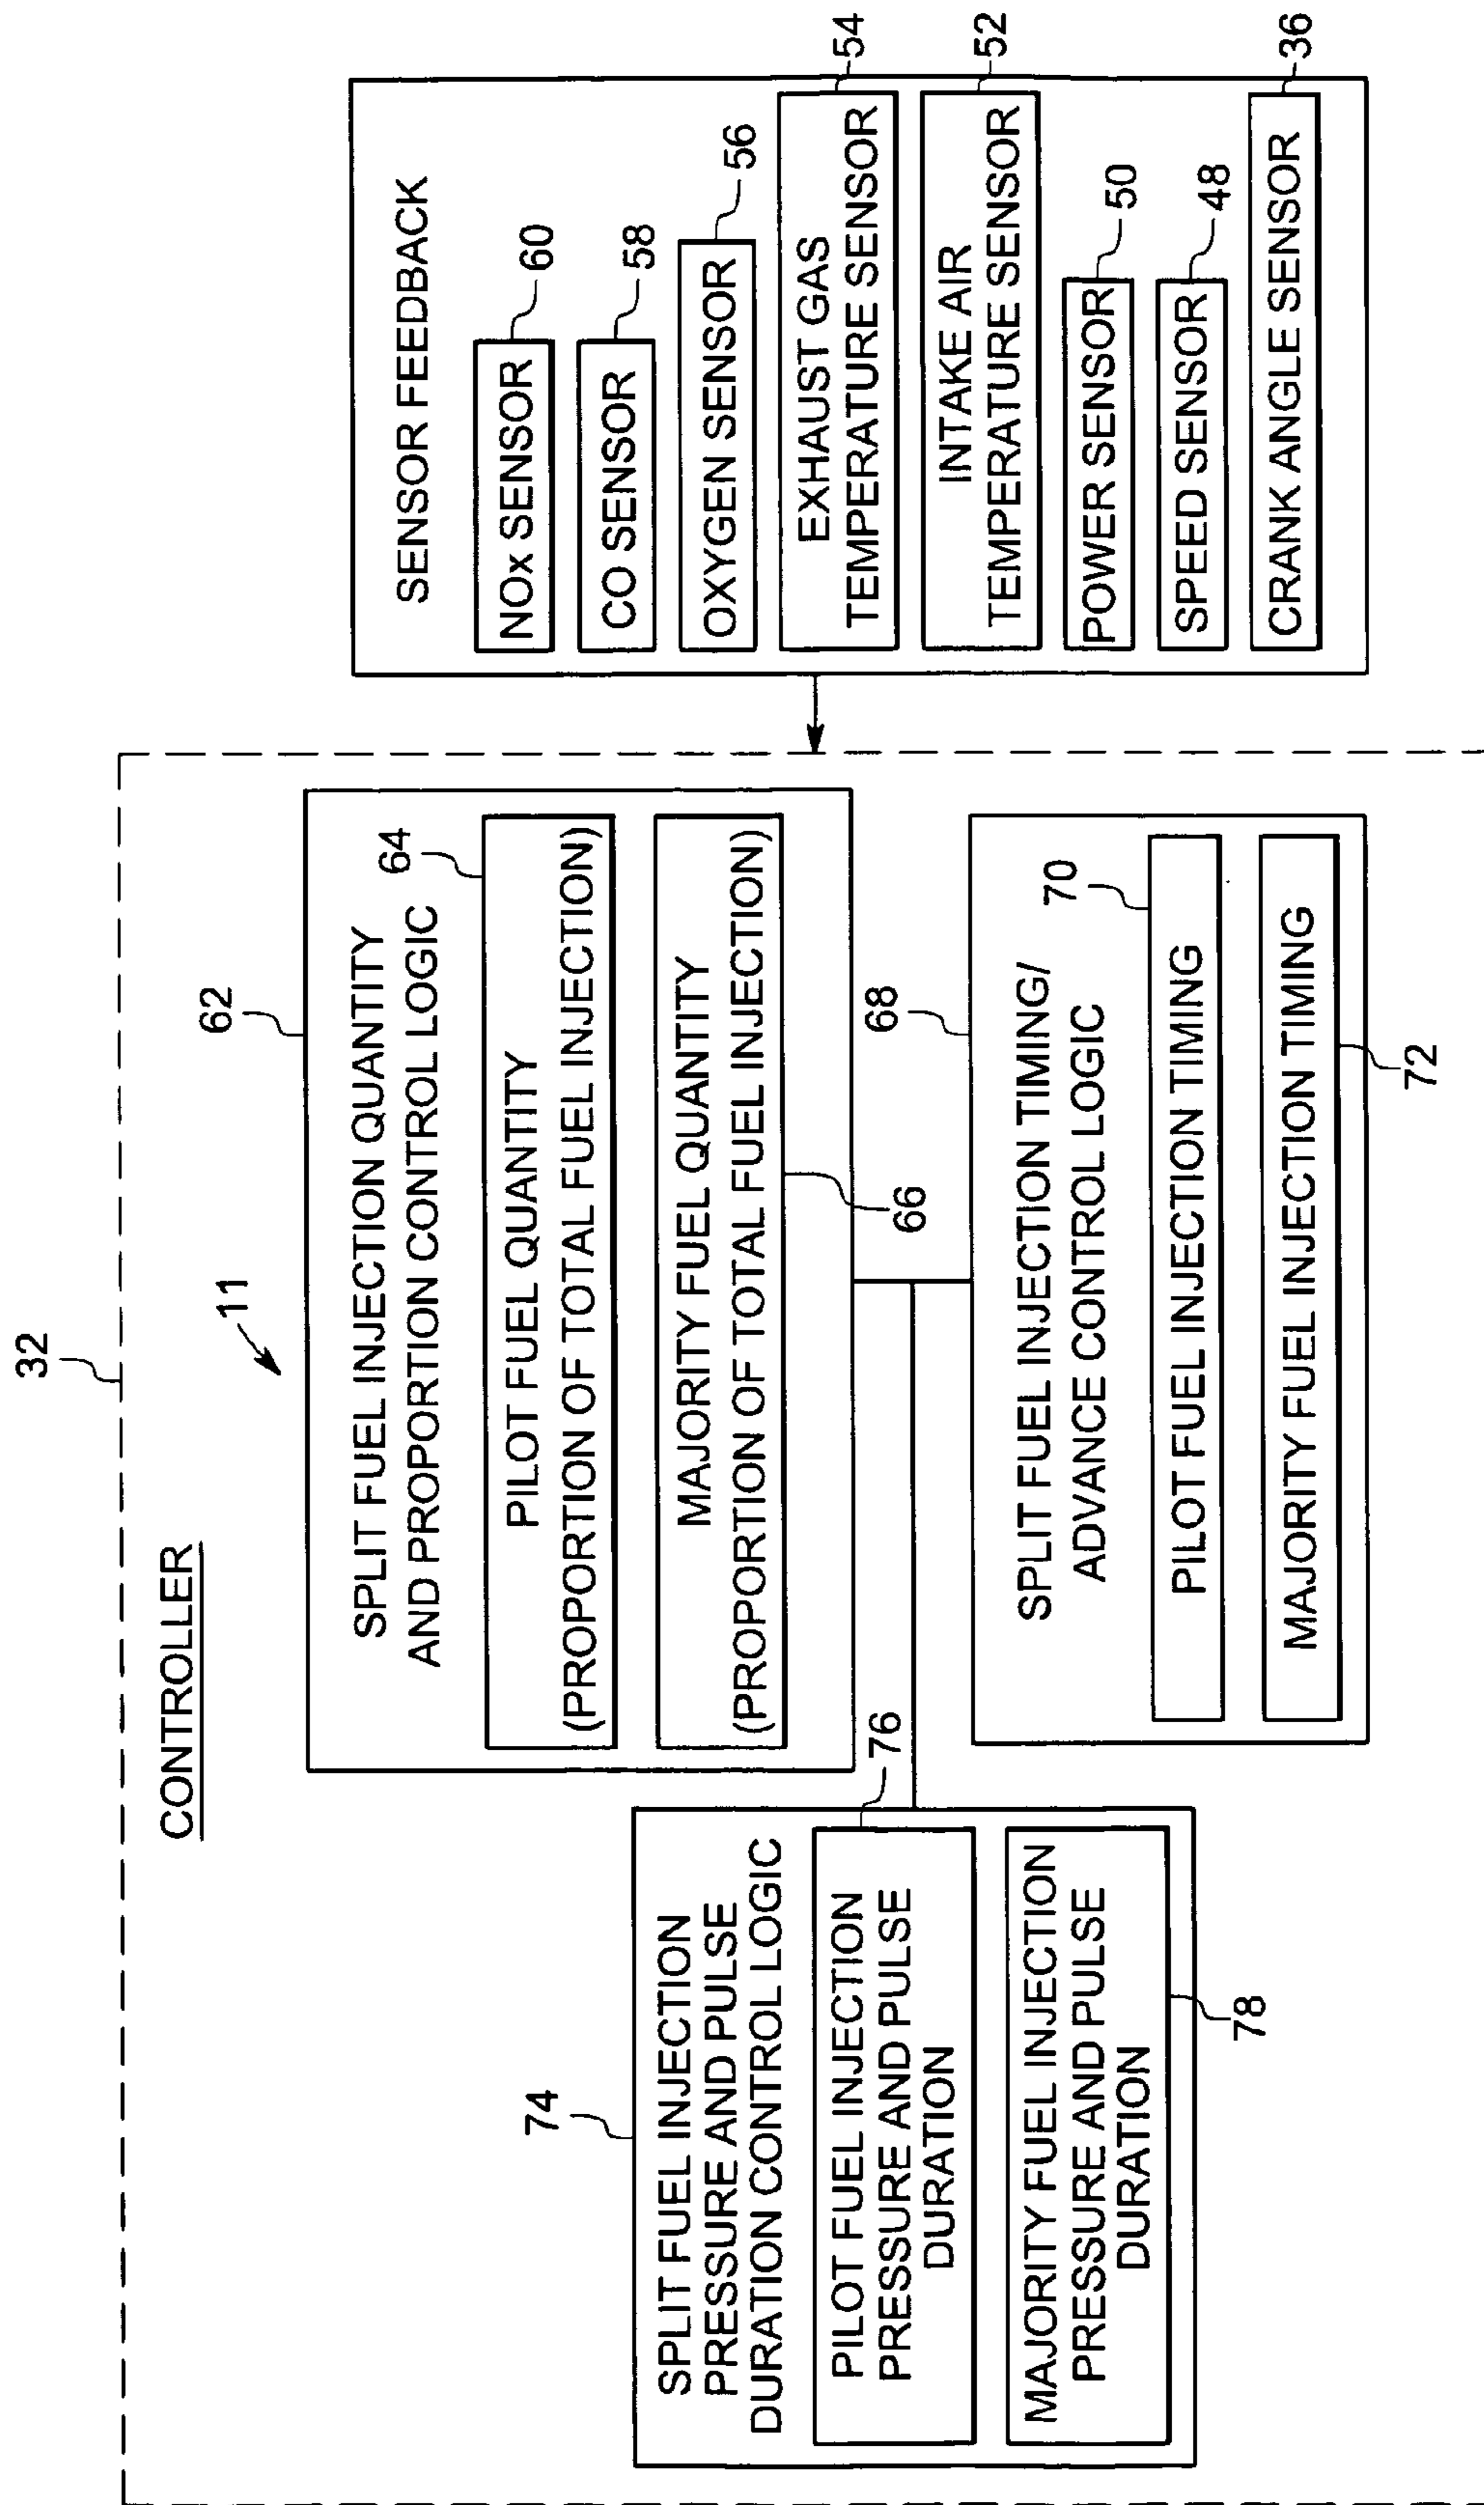 32
CONTROLLER
11
62
SPLIT FUEL INJECTION QUANTITY
AND PROPORTION CONTROL LOGIC
64
PILOT FUEL QUANTITY
(PROPORTION OF TOTAL FUEL INJECTION)
MAJORITY FUEL QUANTITY
(PROPORTION OF TOTAL FUEL INJECTION)
66
74
SPLIT FUEL INJECTION
PRESSURE AND PULSE
DURATION CONTROL LOGIC
76
PILOT FUEL INJECTION
PRESSURE AND PULSE
DURATION
MAJORITY FUEL INJECTION
PRESSURE AND PULSE
DURATION
78
68
SPLIT FUEL INJECTION TIMING/
ADVANCE CONTROL LOGIC
70
PILOT FUEL INJECTION TIMING
MAJORITY FUEL INJECTION TIMING
72
SENSOR FEEDBACK
NOx SENSOR
60
CO SENSOR
58
OXYGEN SENSOR
56
EXHAUST GAS
TEMPERATURE SENSOR
54
INTAKE AIR
TEMPERATURE SENSOR
52
POWER SENSOR
50
SPEED SENSOR
48
CRANK ANGLE SENSOR
36